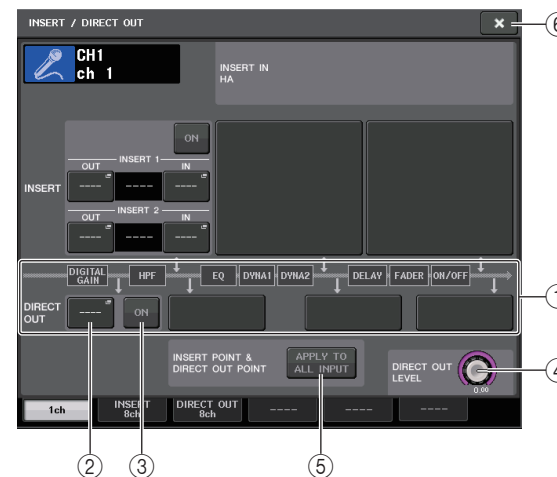 INSERT / DIRECT OUT
×
⑥
CH1
ch 1
INSERT IN
HA
ON
INSERT 1
OUT
IN
----
----
----
INSERT
INSERT 2
OUT
IN
----
----
----
DIGITAL
GAIN
HPF
EQ
DYNA1
DYNA2
DELAY
FADER
ON/OFF
①
DIRECT
OUT
----
ON
INSERT POINT &
DIRECT OUT POINT
APPLY TO
ALL INPUT
DIRECT OUT
LEVEL
0.00
④
1ch
INSERT
8ch
DIRECT OUT
8ch
----
----
----
②
③
⑤